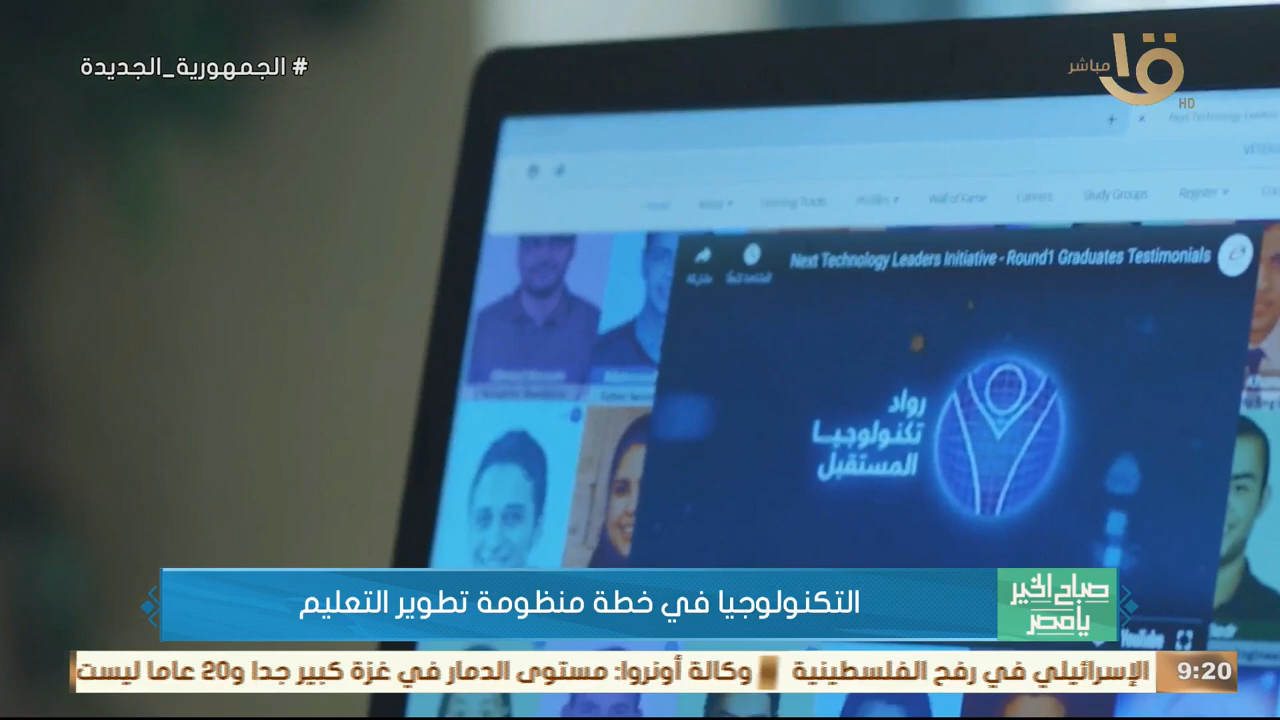 # الجمهورية_الجديدة
مباشر
HD
Wall of Fame
Careers
Study Groups
Register
Next Technology Leaders Initiative - Round1 Graduates Testimonials
مشاركة
رواد
تكنولوجيا
المستقبل
YouTube
صباح الخير
يا مصر
التكنولوجيا في خطة منظومة تطوير التعليم
9:20
الإسرائيلي في رفح الفلسطينية
وكالة أونروا: مستوى الدمار في غزة كبير جدا و20 عاما ليست